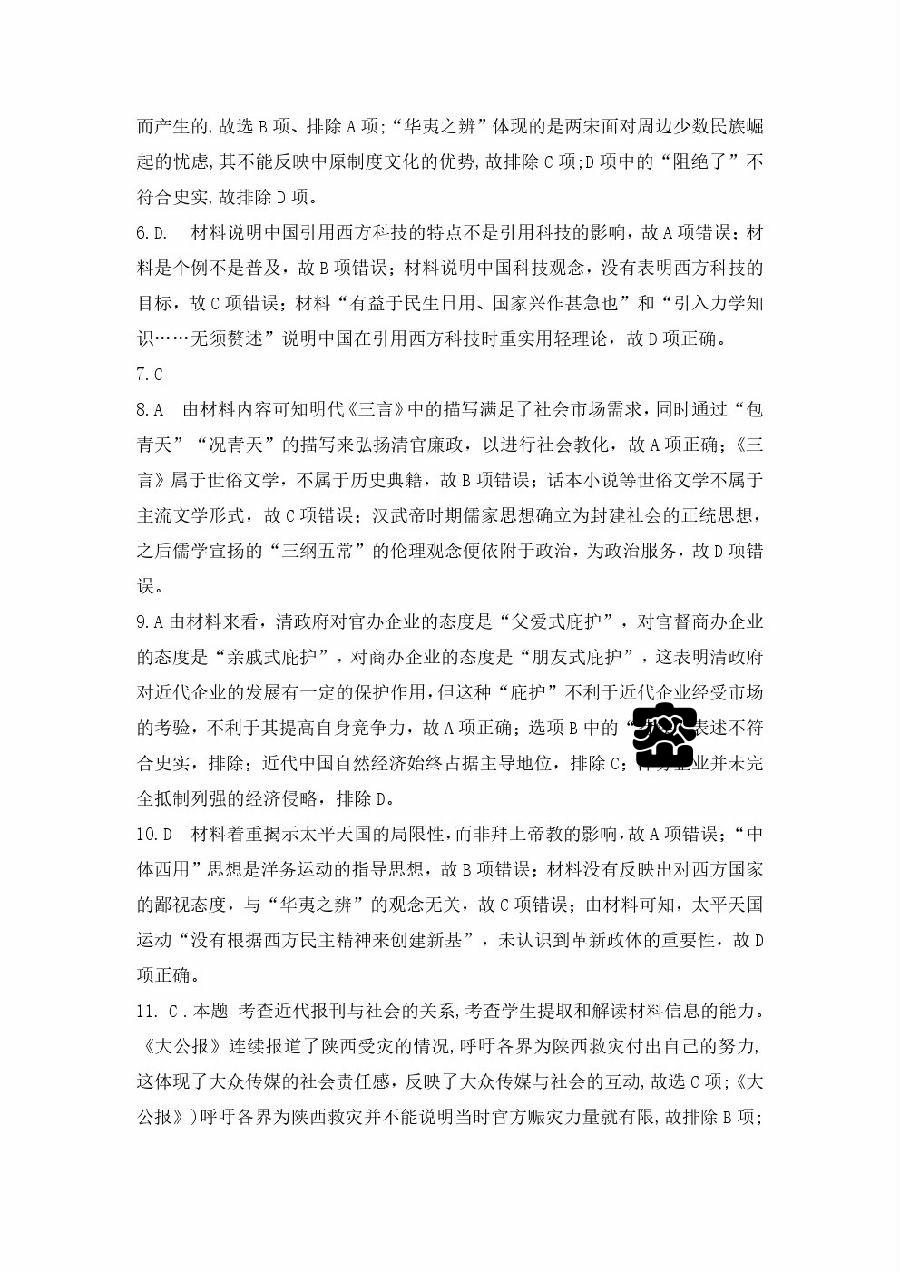 而产生的,故选B项、排除A项;“华夷之辨”体现的是两宋面对周边少数民族崛
起的忧虑,其不能反映中原制度文化的优势,故排除C项;D项中的“阻绝了”不
符合史实,故排除D项。
6.D. 材料说明中国引用西方科技的特点不是引用科技的影响，故A项错误；材
料是个例不是普及，故B项错误；材料说明中国科技观念，没有表明西方科技的
目标，故C项错误；材料“有益于民生日用、国家兴作甚急也”和“引入力学知
识……无须赘述”说明中国在引用西方科技时重实用轻理论，故D项正确。
7.C
8.A 由材料内容可知明代《三言》中的描写满足了社会市场需求，同时通过“包
青天”“况青天”的描写来弘扬清官廉政，以进行社会教化，故A项正确；《三
言》属于世俗文学，不属于历史典籍，故B项错误；话本小说等世俗文学不属于
主流文学形式，故C项错误；汉武帝时期儒家思想确立为封建社会的正统思想，
之后儒学宣扬的“三纲五常”的伦理观念便依附于政治，为政治服务，故D项错
误。
9.A由材料来看，清政府对官办企业的态度是“父爱式庇护”，对官督商办企业
的态度是“亲戚式庇护”，对商办企业的态度是“朋友式庇护”，这表明清政府
对近代企业的发展有一定的保护作用，但这种“庇护”不利于近代企业经受市场
的考验，不利于其提高自身竞争力，故A项正确；选项B中的“表述不符
合史实，排除；近代中国自然经济始终占据主导地位，排除C；企业并未完
全抵制列强的经济侵略，排除D。
10.D 材料着重揭示太平天国的局限性，而非拜上帝教的影响，故A项错误；“中
体西用”思想是洋务运动的指导思想，故B项错误；材料没有反映出对西方国家
的鄙视态度，与“华夷之辨”的观念无关，故C项错误；由材料可知，太平天国
运动“没有根据西方民主精神来创建新基”，未认识到革新政体的重要性，故D
项正确。
11. C.本题 考查近代报刊与社会的关系,考查学生提取和解读材料信息的能力。
《大公报》连续报道了陕西受灾的情况,呼吁各界为陕西救灾付出自己的努力,
这体现了大众传媒的社会责任感，反映了大众传媒与社会的互动,故选C项;《大
公报》)呼吁各界为陕西救灾并不能说明当时官方赈灾力量就有限,故排除B项;